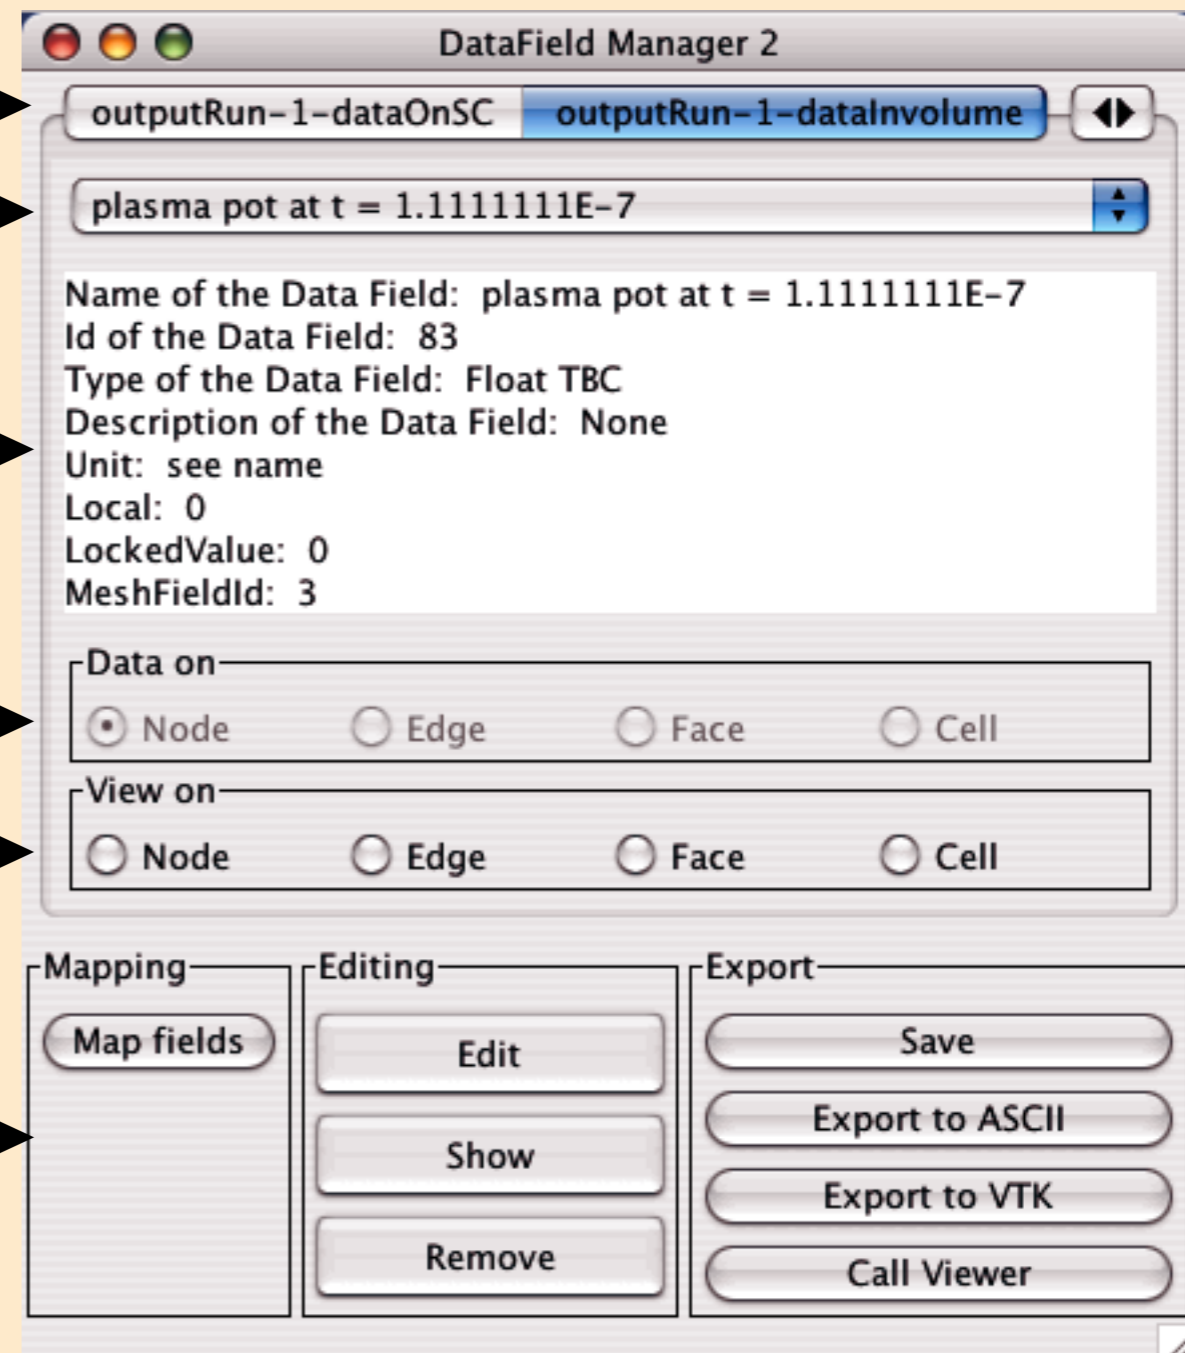 DataField Manager 2
outputRun-1-dataOnSC outputRun-1-dataInvolume
plasma pot at t = 1.1111111E-7
Name of the Data Field: plasma pot at t = 1.1111111E-7
Id of the Data Field: 83
Type of the Data Field: Float TBC
Description of the Data Field: None
Unit: see name
Local: 0
LockedValue: 0
MeshFieldId: 3
Data on
Node Edge Face Cell
View on
Node Edge Face Cell
Mapping
Map fields
Editing
Edit
Show
Remove
Export
Save
Export to ASCII
Export to VTK
Call Viewer